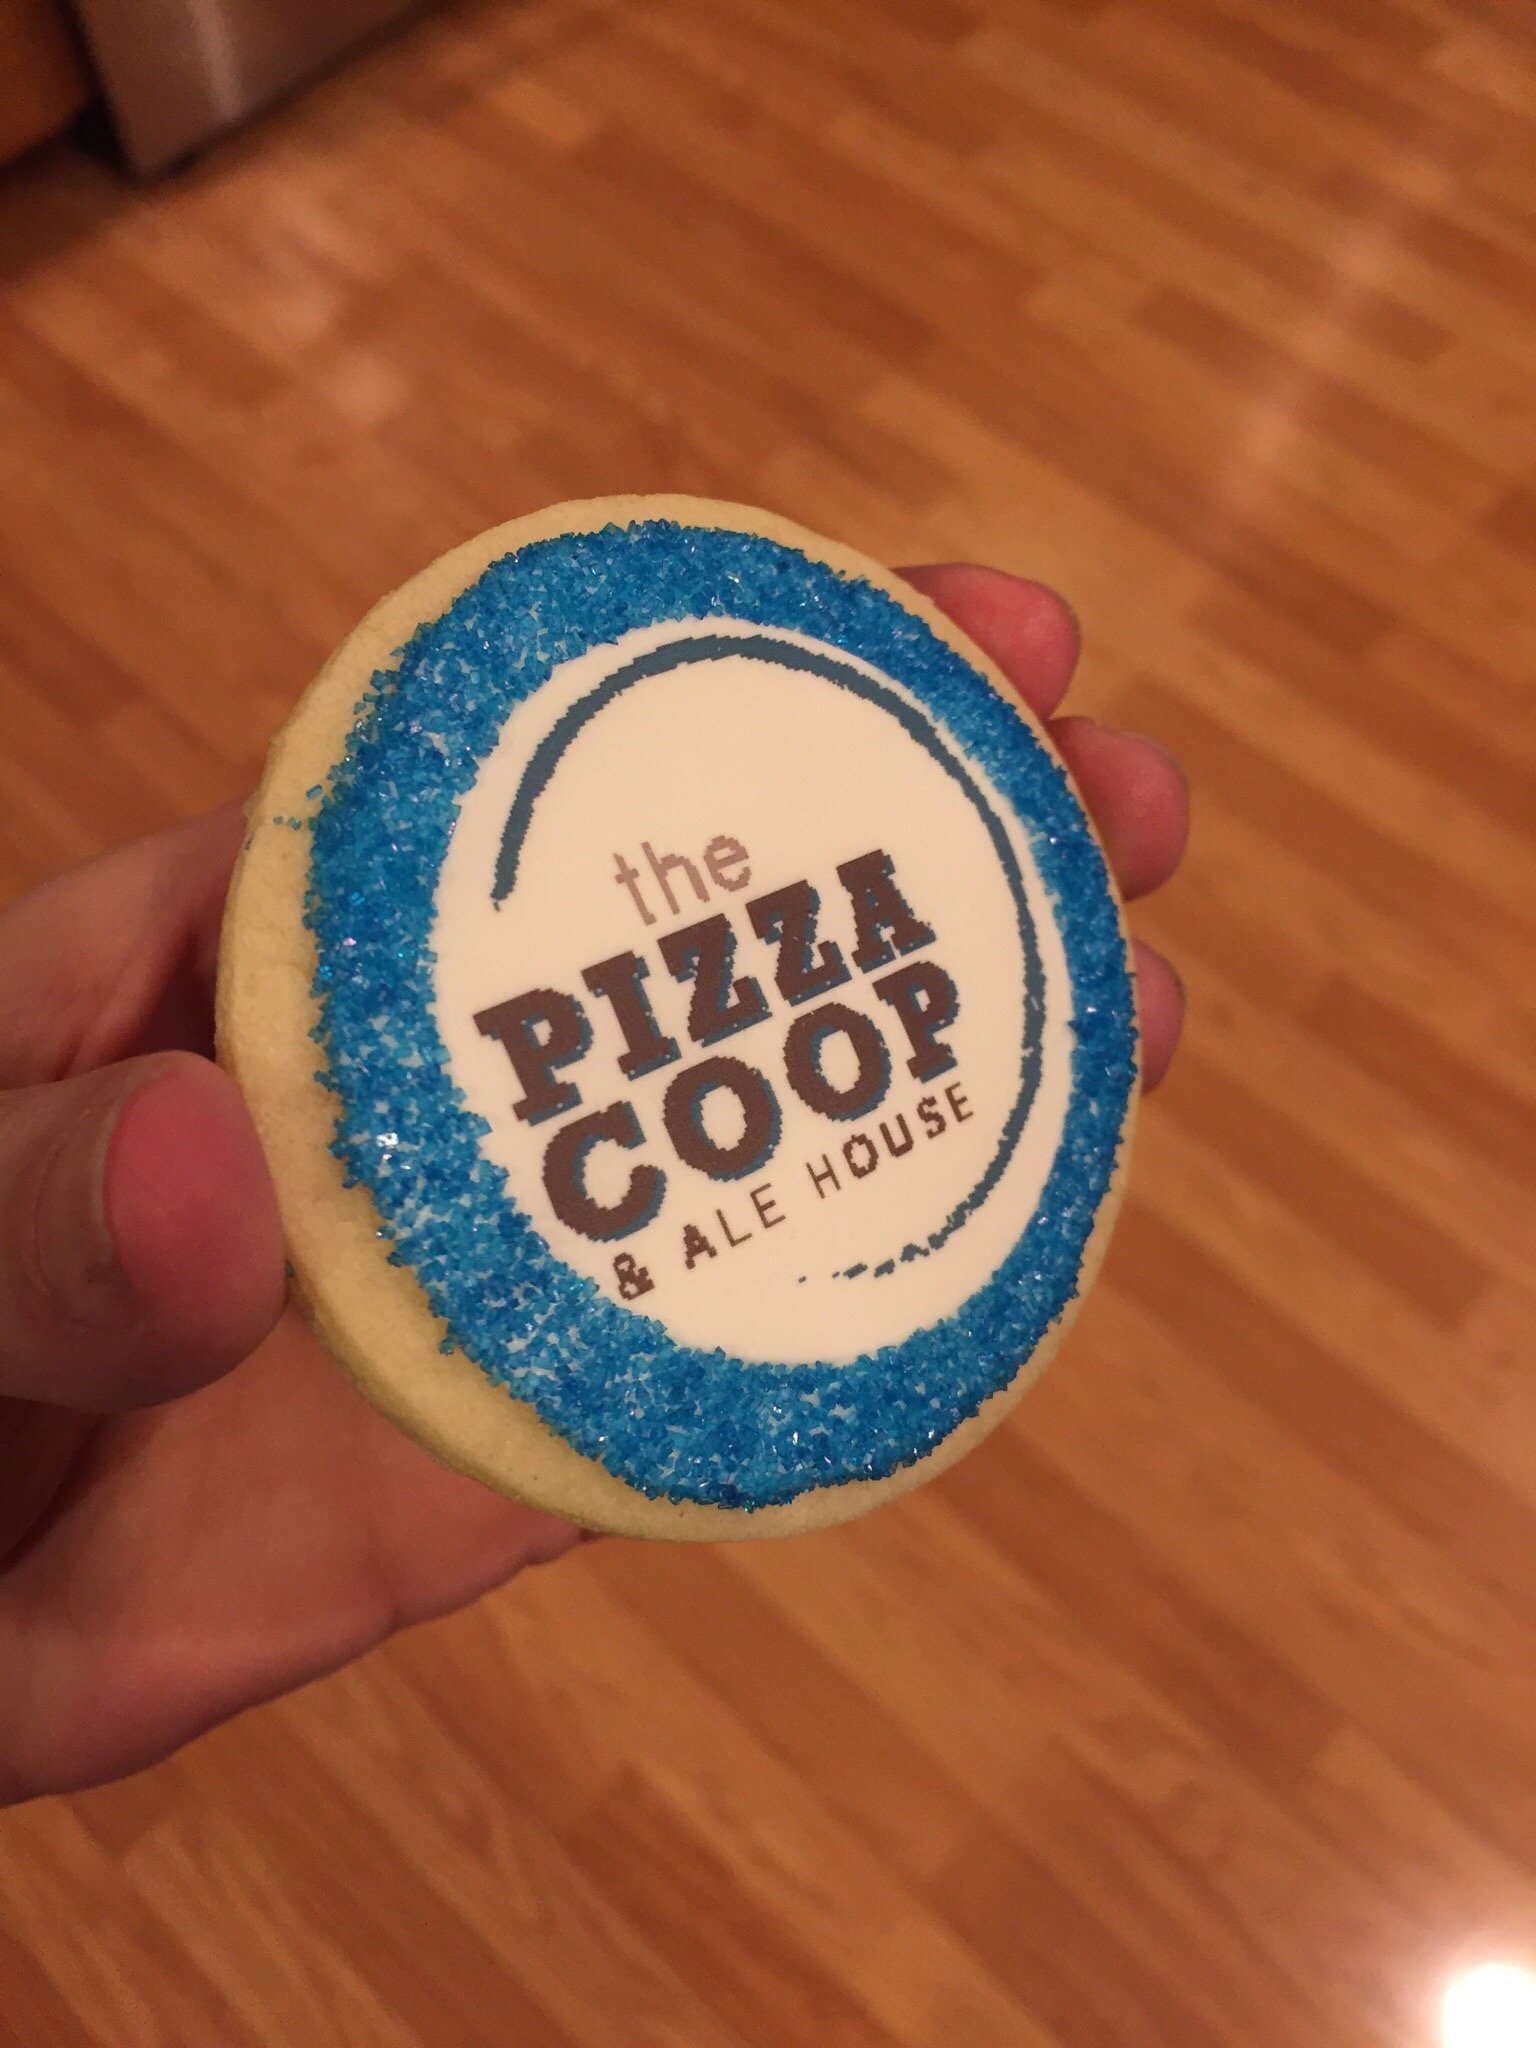 the
PIZZA
COOP
& ALE HOUSE